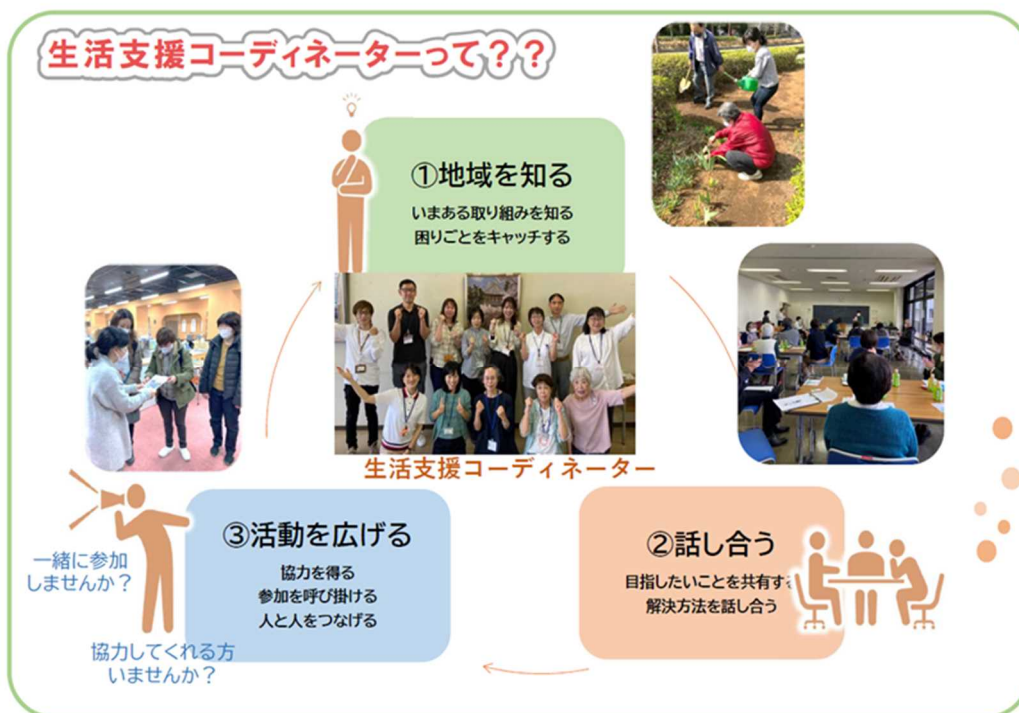 生活支援コーディネーターって??
①地域を知る
いまある取り組みを知る
困りごとをキャッチする
生活支援コーディネーター
②話し合う
目指したいことを共有する
解決方法を話し合う
③活動を広げる
協力を得る
参加を呼び掛ける
人と人をつなげる
一緒に参加
しませんか?
協力してくれる方
いませんか?